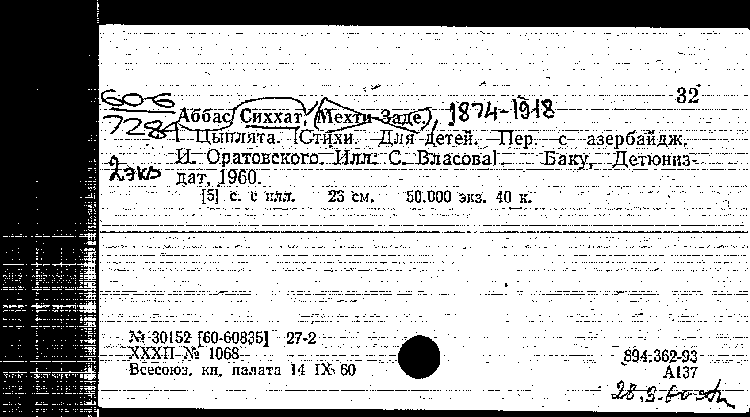 32
606
Аббас Сиххат, (Мехти-Заде.), 1874-1918
7284
Цыплята. [Стихи. Для детей. Пер. с азербайдж.
И. Оратовского. Илл: С. Власова]. Баку, Детюниз-
2экз
дат, 1960.
[5] с. с илл. 23 см. 50.000 экз. 40 к.
№ 30152 [60-60835] 27-2
XXXII № 1068
Всесоюз. кн. палата 14 IX 60
894.362-93
А137
28.9.60